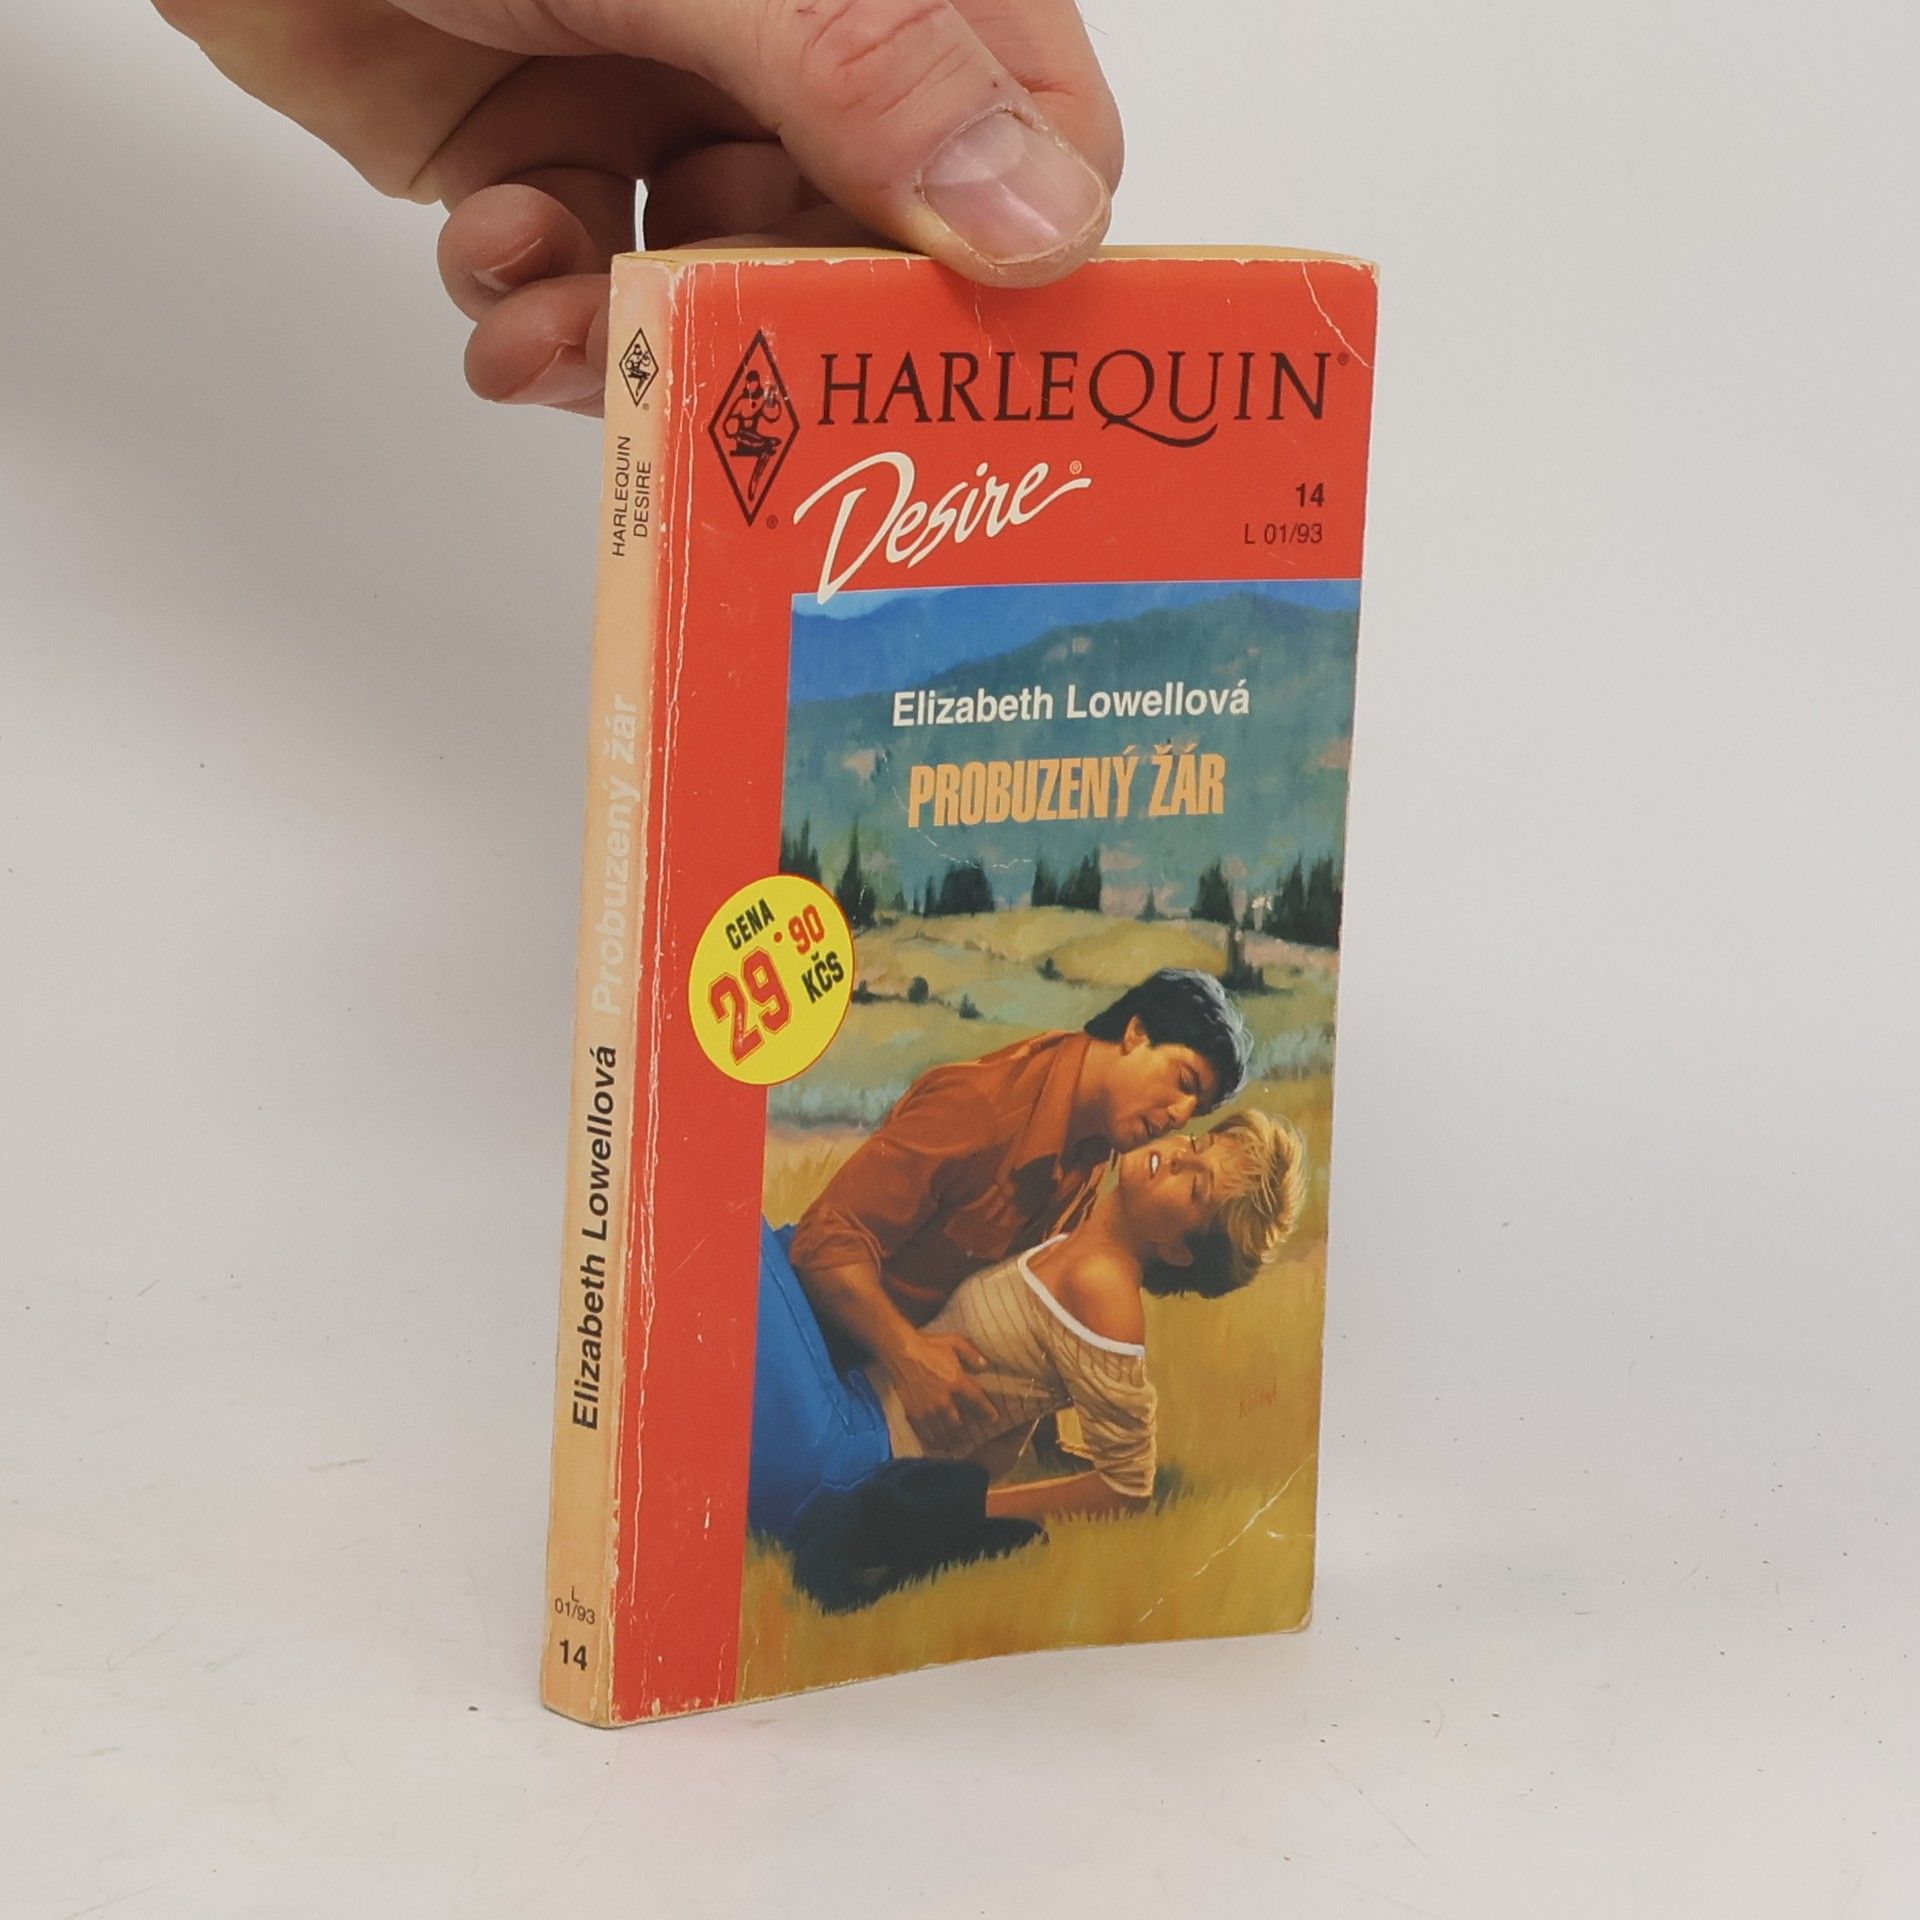 HARLEQUIN®
Desire®
14
L 01/93
Elizabeth Lowellová
PROBUZENÝ ŽÁR
CENA
29.90
KČS
HARLEQUIN
DESIRE
Elizabeth Lowellová Probuzený žár
L
01/93
14